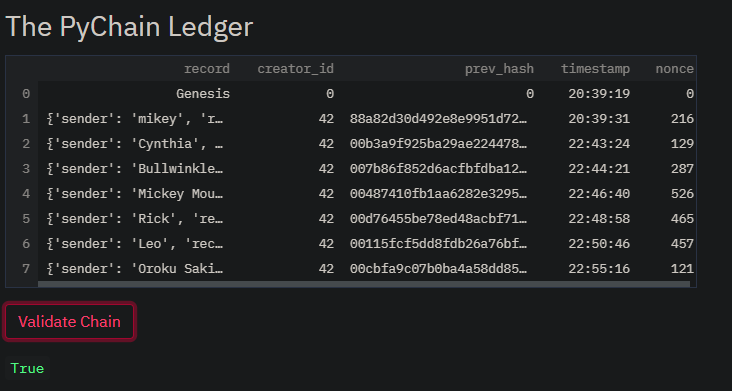 The PyChain Ledger
record creator_id prev_hash timestamp nonce
0 Genesis 0 0 20:39:19 0
1 {'sender': 'mikey', 'r… 42 88a82d30d492e8e9951d72… 20:39:31 216
2 {'sender': 'Cynthia', … 42 00b3a9f925ba29ae224478… 22:43:24 129
3 {'sender': 'Bullwinkle… 42 007b86f852d6acfbfdba12… 22:44:21 287
4 {'sender': 'Mickey Mou… 42 00487410fb1aa6282e3295… 22:46:40 526
5 {'sender': 'Rick', 're… 42 00d76455be78ed48acbf71… 22:48:58 465
6 {'sender': 'Leo', 'rec… 42 00115fcf5dd8fdb26a76bf… 22:50:46 457
7 {'sender': 'Oroku Saki… 42 00cbfa9c07b0ba4a58dd85… 22:55:16 121
Validate Chain
True